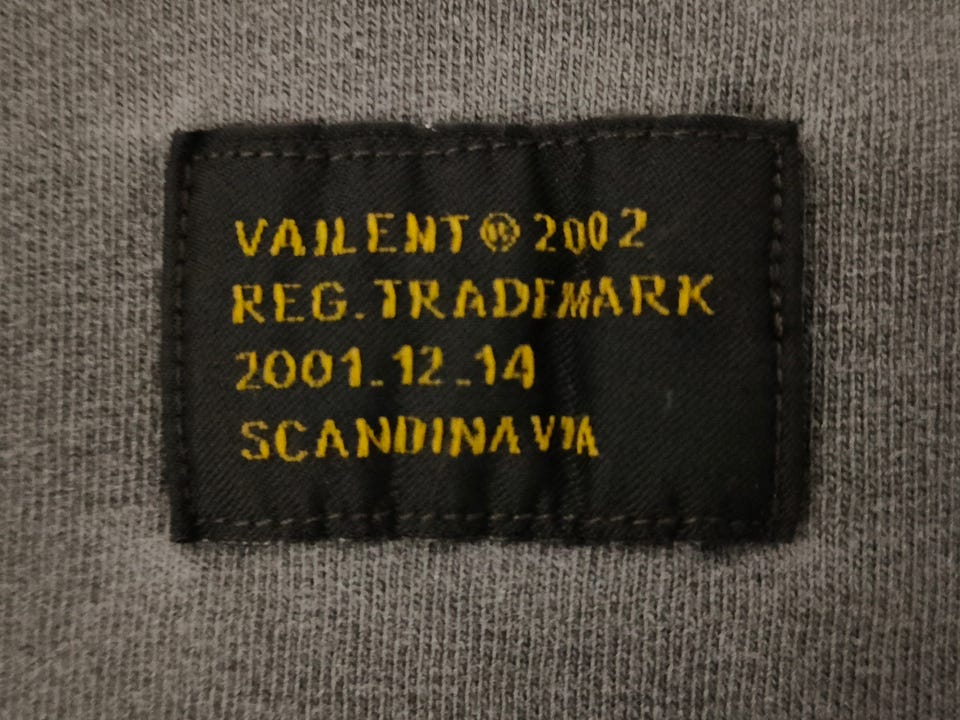 VAILENT ® 2002
REG. TRADEMARK
2001.12.14
SCANDINAVIA